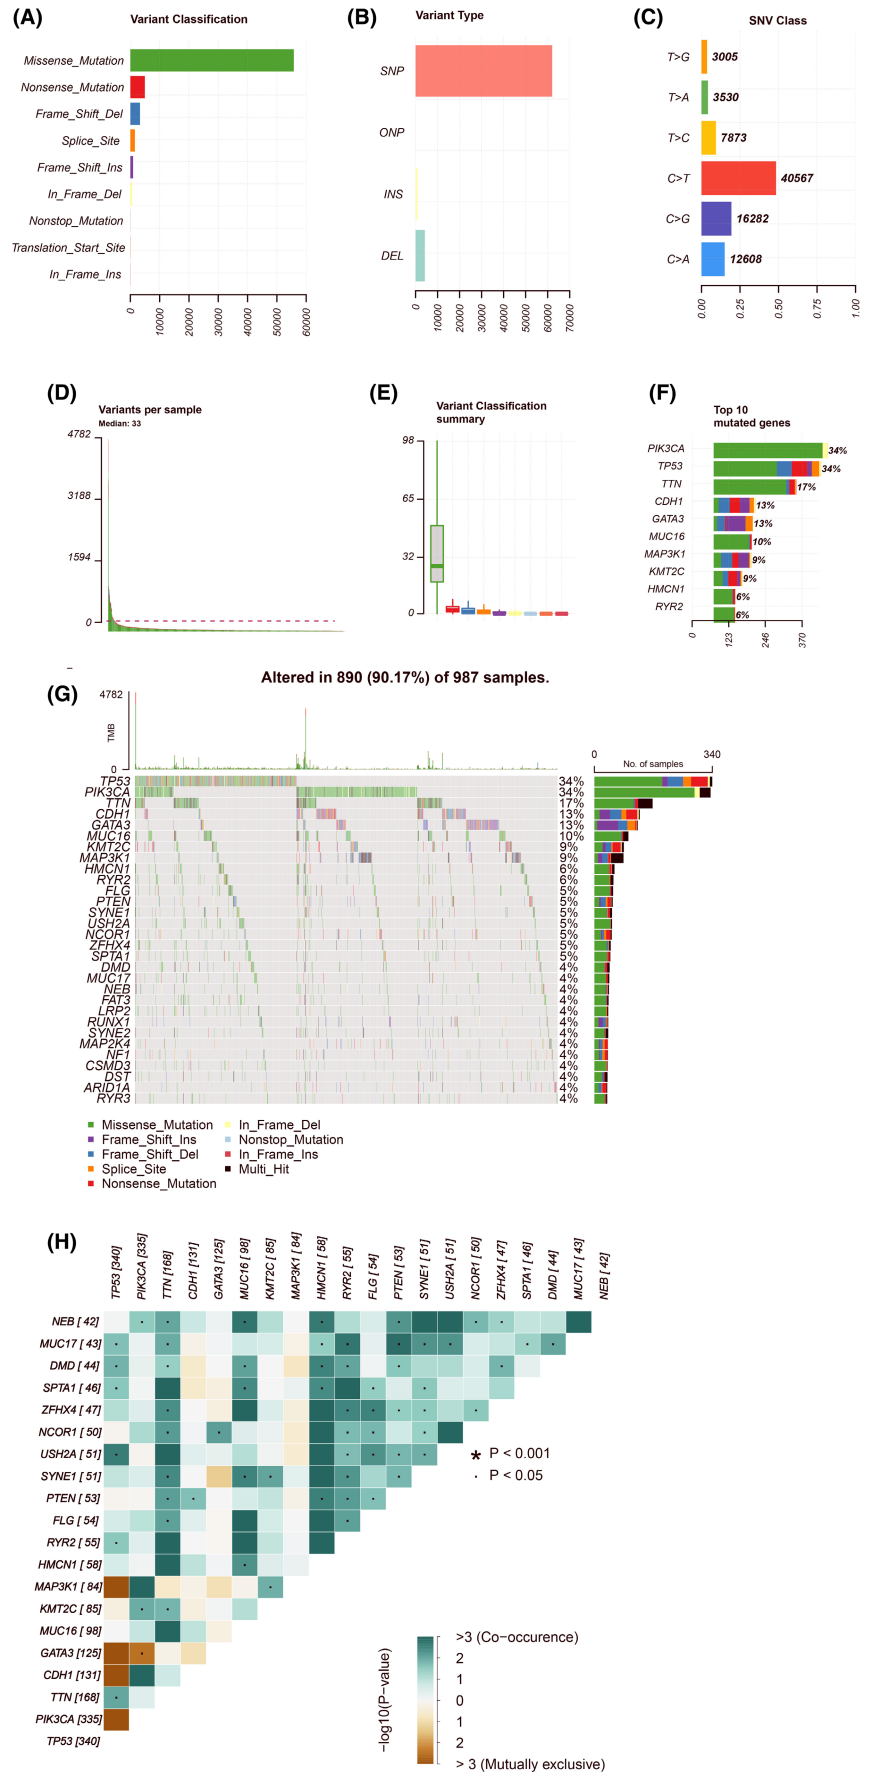 (A)
Variant Classification
Missense_Mutation
Nonsense_Mutation
Frame_Shift_Del
Splice_Site
Frame_Shift_Ins
In_Frame_Del
Nonstop_Mutation
Translation_Start_Site
In_Frame_Ins
0
10000
20000
30000
40000
50000
60000
(B)
Variant Type
SNP
ONP
INS
DEL
0
10000
20000
30000
40000
50000
60000
70000
(C)
SNV Class
T>G
3005
T>A
3530
T>C
7873
C>T
40567
C>G
16282
C>A
12608
0.00
0.25
0.50
0.75
1.00
(D)
Variants per sample
Median: 33
4782
3188
1594
0
(E)
Variant Classification
summary
98
65
32
0
(F)
Top 10
mutated genes
PIK3CA
34%
TP53
34%
TTN
17%
CDH1
13%
GATA3
13%
MUC16
10%
MAP3K1
9%
KMT2C
9%
HMCN1
6%
RYR2
6%
0
123
246
370
(G)
Altered in 890 (90.17%) of 987 samples.
4782
TMB
0
0
340
No. of samples
TP53 34%
PIK3CA 34%
TTN 17%
CDH1 13%
GATA3 13%
MUC16 10%
KMT2C 9%
MAP3K1 9%
HMCN1 6%
RYR2 6%
FLG 5%
PTEN 5%
SYNE1 5%
USH2A 5%
NCOR1 5%
ZFHX4 5%
SPTA1 5%
DMD 4%
MUC17 4%
NEB 4%
FAT3 4%
LRP2 4%
RUNX1 4%
SYNE2 4%
MAP2K4 4%
NF1 4%
CSMD3 4%
DST 4%
ARID1A 4%
RYR3 4%
Missense_Mutation
Frame_Shift_Ins
Frame_Shift_Del
Splice_Site
Nonsense_Mutation
In_Frame_Del
Nonstop_Mutation
In_Frame_Ins
Multi_Hit
(H)
TP53 [340]
PIK3CA [335]
TTN [168]
CDH1 [131]
GATA3 [125]
MUC16 [ 98]
KMT2C [ 85]
MAP3K1 [ 84]
HMCN1 [ 58]
RYR2 [ 55]
FLG [ 54]
PTEN [ 53]
SYNE1 [ 51]
USH2A [ 51]
NCOR1 [ 50]
ZFHX4 [ 47]
SPTA1 [ 46]
DMD [ 44]
MUC17 [ 43]
NEB [ 42]
NEB [ 42]
MUC17 [ 43]
DMD [ 44]
SPTA1 [ 46]
ZFHX4 [ 47]
NCOR1 [ 50]
USH2A [ 51]
SYNE1 [ 51]
PTEN [ 53]
FLG [ 54]
RYR2 [ 55]
HMCN1 [ 58]
MAP3K1 [ 84]
KMT2C [ 85]
MUC16 [ 98]
GATA3 [125]
CDH1 [131]
TTN [168]
PIK3CA [335]
TP53 [340]
* P < 0.001
· P < 0.05
−log10(P−value)
>3 (Co−occurence)
2
1
0
1
2
> 3 (Mutually exclusive)